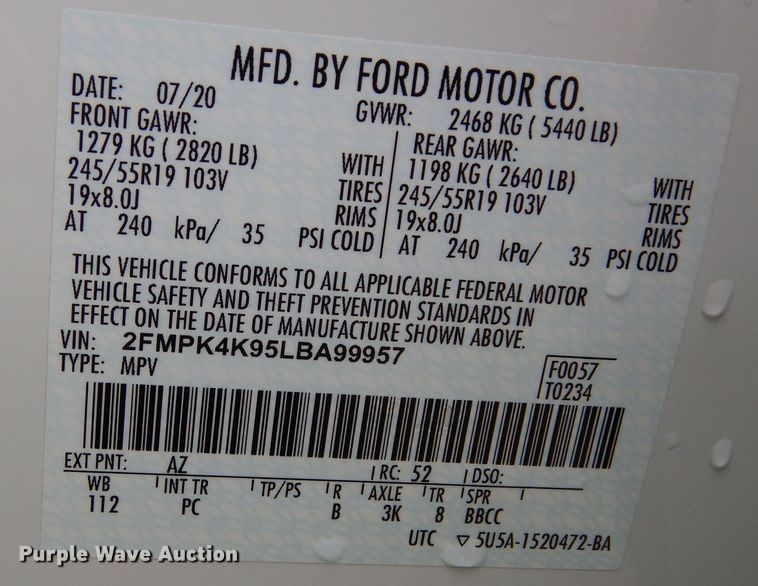 MFD. BY FORD MOTOR CO.
DATE: 07/20
GVWR: 2468 KG ( 5440 LB)
FRONT GAWR:
1279 KG ( 2820 LB) WITH
245/55R19 103V TIRES
19x8.0J RIMS
AT 240 kPa/ 35 PSI COLD
REAR GAWR:
1198 KG ( 2640 LB) WITH
245/55R19 103V TIRES
19x8.0J RIMS
AT 240 kPa/ 35 PSI COLD
THIS VEHICLE CONFORMS TO ALL APPLICABLE FEDERAL MOTOR
VEHICLE SAFETY AND THEFT PREVENTION STANDARDS IN
EFFECT ON THE DATE OF MANUFACTURE SHOWN ABOVE.
VIN: 2FMPK4K95LBA99957
TYPE: MPV
F0057
T0234
EXT PNT: AZ RC: 52 DSO:
WB INT TR TP/PS R AXLE TR SPR
112 PC B 3K 8 BBCC
UTC ▽ 5U5A-1520472-BA
Purple Wave Auction